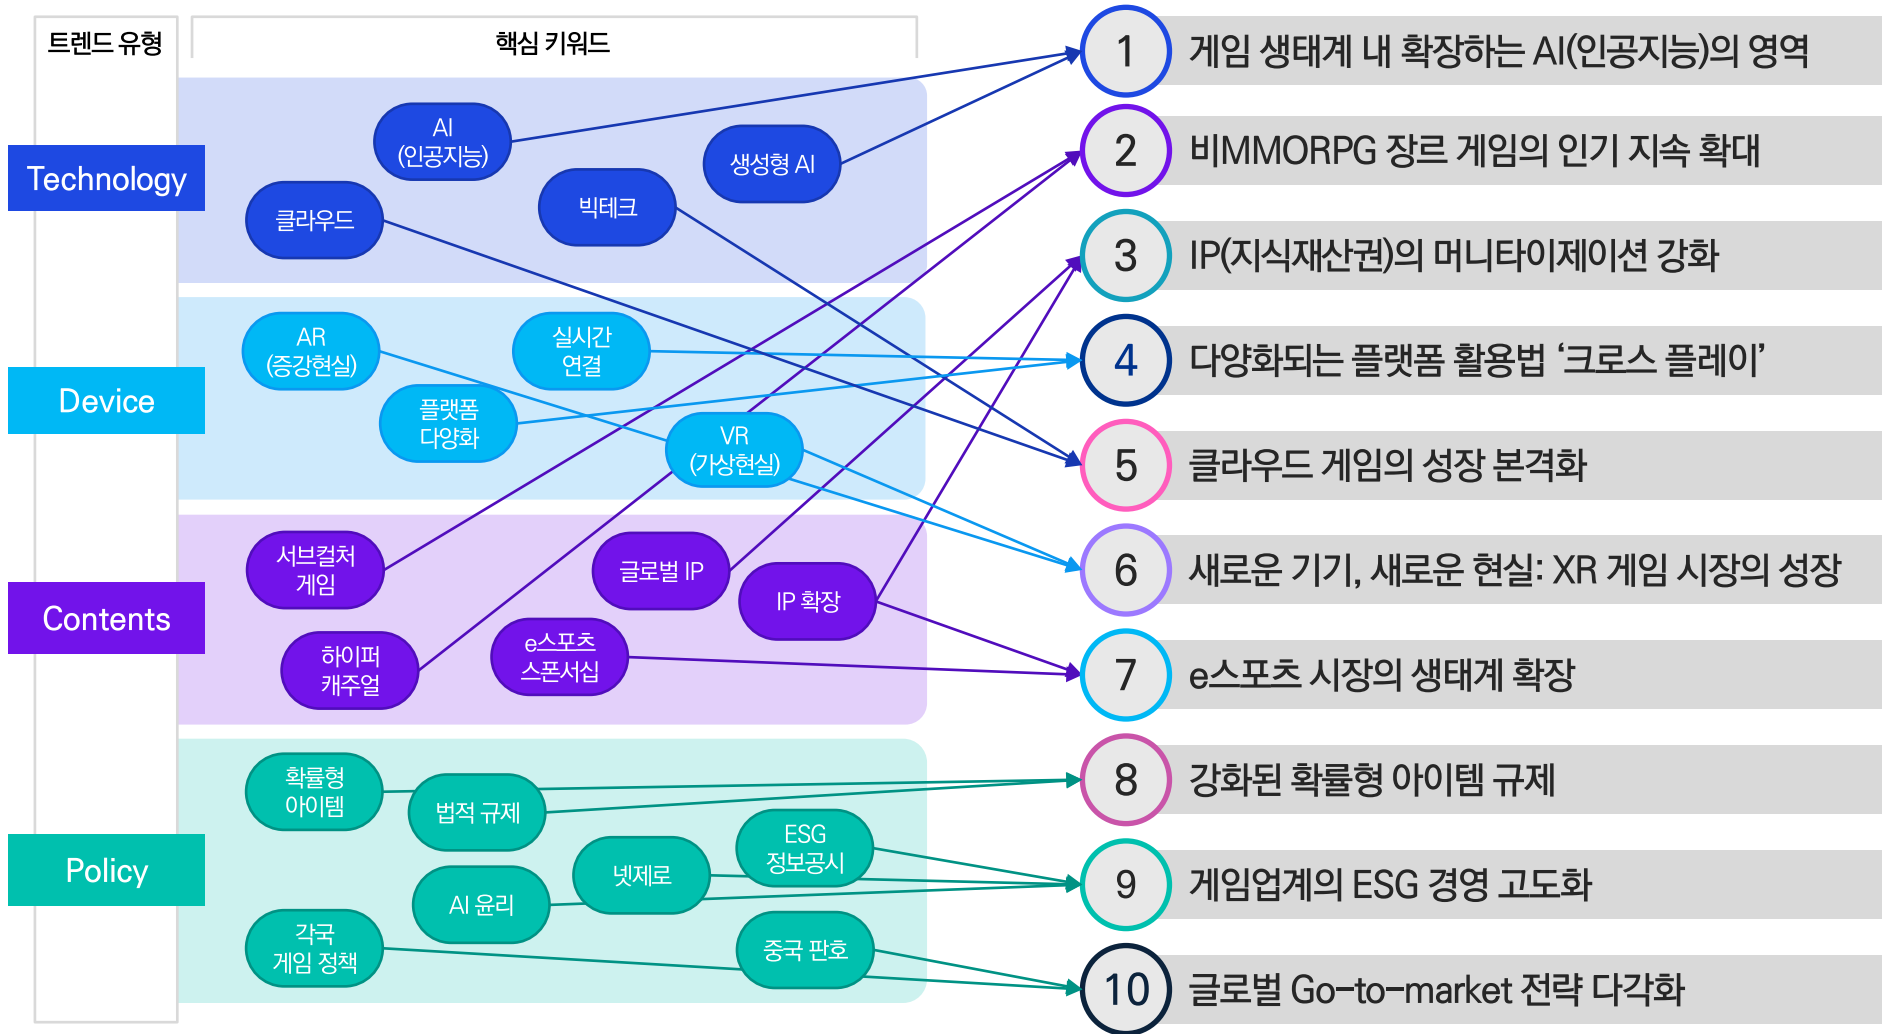 트렌드 유형
핵심 키워드
Technology
AI
(인공지능)
생성형 AI
클라우드
빅테크
Device
AR
(증강현실)
실시간
연결
플랫폼
다양화
VR
(가상현실)
Contents
서브컬처
게임
글로벌 IP
IP 확장
하이퍼
캐주얼
e스포츠
스폰서십
Policy
확률형
아이템
법적 규제
ESG
정보공시
넷제로
AI 윤리
각국
게임 정책
중국 판호
1
게임 생태계 내 확장하는 AI(인공지능)의 영역
2
비MMORPG 장르 게임의 인기 지속 확대
3
IP(지식재산권)의 머니타이제이션 강화
4
다양화되는 플랫폼 활용법 ‘크로스 플레이’
5
클라우드 게임의 성장 본격화
6
새로운 기기, 새로운 현실: XR 게임 시장의 성장
7
e스포츠 시장의 생태계 확장
8
강화된 확률형 아이템 규제
9
게임업계의 ESG 경영 고도화
10
글로벌 Go-to-market 전략 다각화